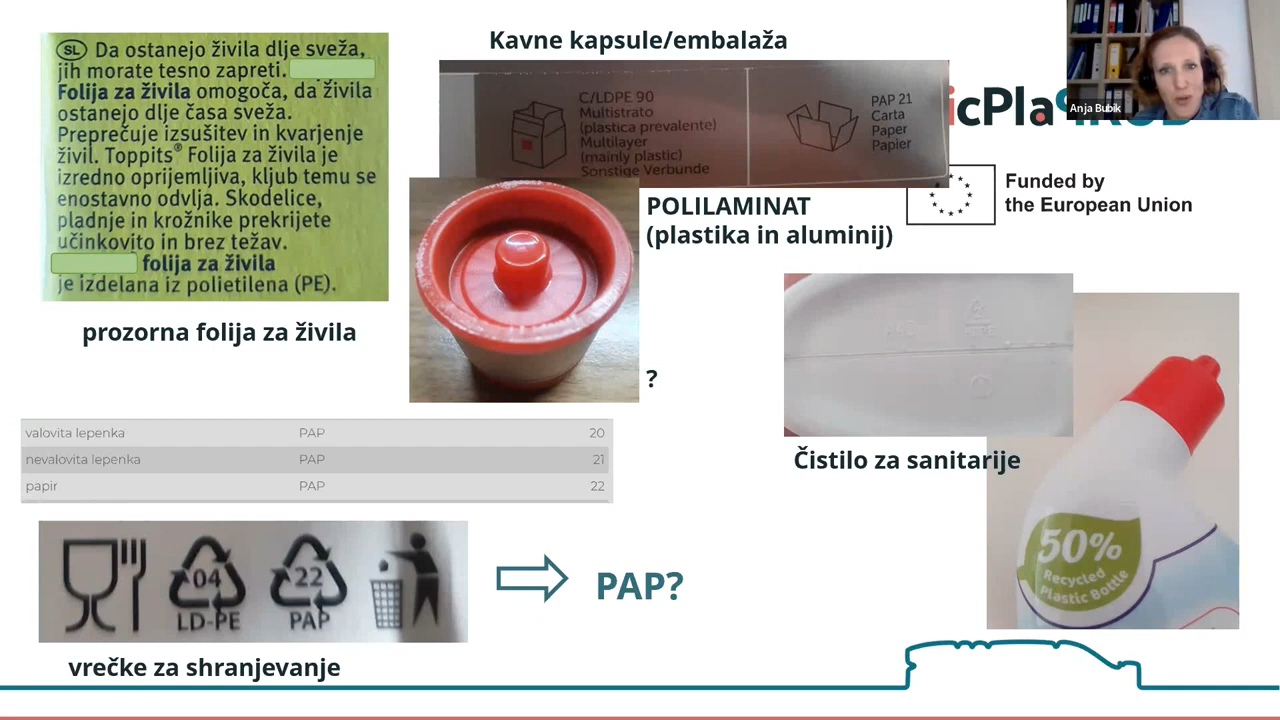 SL Da ostanejo živila dlje sveža,
jih morate tesno zapreti.
Folija za živila omogoča, da živila
ostanejo dlje časa sveža.
Preprečuje izsušitev in kvarjenje
živil. Toppits® Folija za živila je
izredno oprijemljiva, kljub temu se
enostavno odvija. Skodelice,
pladnje in krožnike prekrijete
učinkovito in brez težav.
folija za živila
je izdelana iz polietilena (PE).
prozorna folija za živila
Kavne kapsule/embalaža
C/LDPE 90
Multistrato
(plastica prevalente)
Multilayer
(mainly plastic)
Sonstige Verbunde
PAP 21
Carta
Paper
Papier
Anja Bubik
Funded by
the European Union
POLILAMINAT
(plastika in aluminij)
?
valovita lepenka PAP 20
nevalovita lepenka PAP 21
papir PAP 22
04
LD-PE
22
PAP
PAP?
vrečke za shranjevanje
Čistilo za sanitarije
50%
Recycled
Plastic Bottle